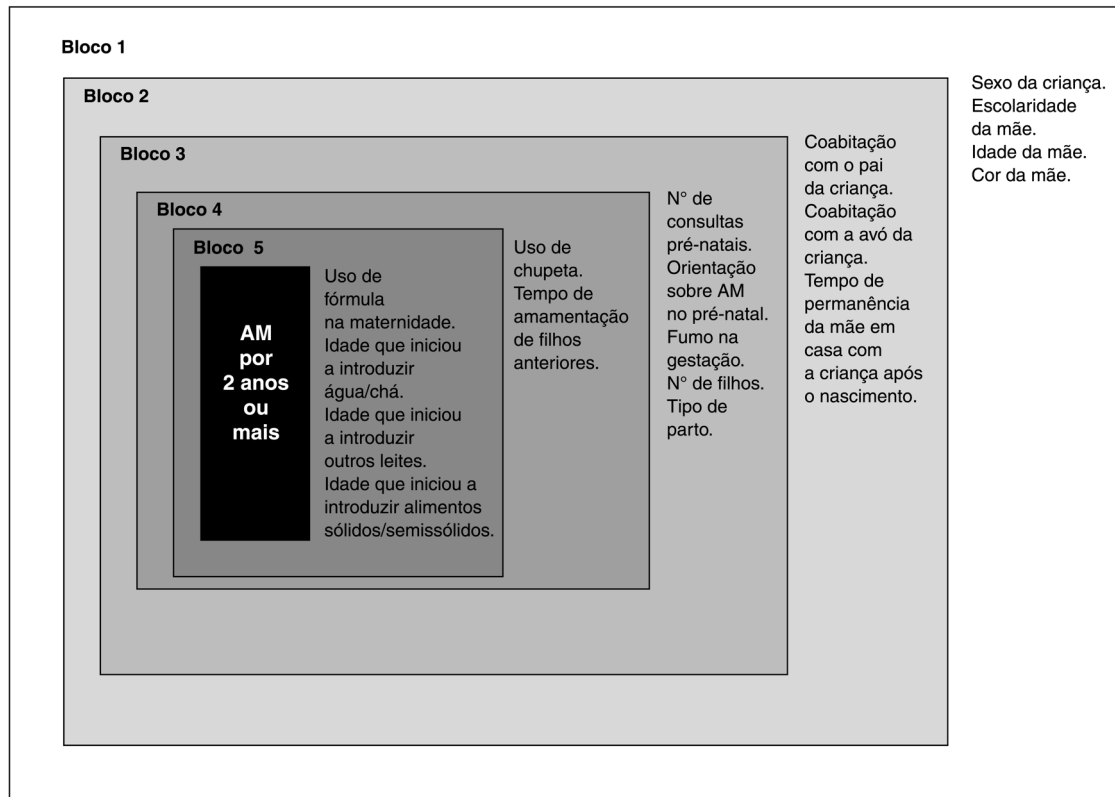 Bloco 1
Sexo da criança.
Escolaridade
da mãe.
Idade da mãe.
Cor da mãe.
Bloco 2
Coabitação
com o pai
da criança.
Coabitação
com a avó da
criança.
Tempo de
permanência
da mãe em
casa com
a criança após
o nascimento.
Bloco 3
N° de
consultas
pré-natais.
Orientação
sobre AM
no pré-natal.
Fumo na
gestação.
N° de filhos.
Tipo de
parto.
Bloco 4
Uso de
chupeta.
Tempo de
amamentação
de filhos
anteriores.
Bloco 5
Uso de
fórmula
na maternidade.
Idade que iniciou
a introduzir
água/chá.
Idade que iniciou
a introduzir
outros leites.
Idade que iniciou a
introduzir alimentos
sólidos/semissólidos.
AM
por
2 anos
ou
mais